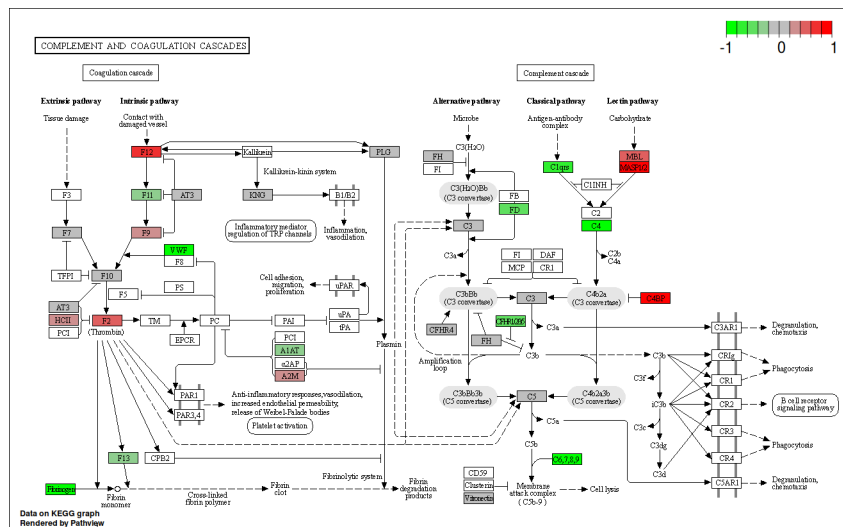 COMPLEMENT AND COAGULATION CASCADES
-1 0 1
Coagulation cascade
Complement cascade
Extrinsic pathway
Intrinsic pathway
Alternative pathway
Classical pathway
Lectin pathway
Tissue damage
Contact with
damaged vessel
Microbe
Antigen-antibody
complex
Carbohydrate
F12
Kallikrein
PLG
C3(H2O)
FH
FI
C1qrs
MBL
MASP1/2
Kallikrein-kinin system
F3
F11
AT3
KNG
B1/B2
C3(H2O)Bb
(C3 convertase)
FB
FD
C1INH
C2
C4
F7
F9
Inflammatory mediator
regulation of TRP channels
Inflammation,
vasodilation
C3
VWF
F8
C3a
FI
DAF
MCP
CR1
C2b
C4a
TFPI
F10
Cell adhesion,
migration,
proliferation
uPAR
F5
PS
C3bBb
(C3 convertase)
C3
C4b2a
(C3 convertase)
C4BP
AT3
HCII
PCI
F2
(Thrombin)
TM
PC
PAI
uPA
tPA
EPCR
CFHR4
FH
C3a
C3b
C3AR1
Degranulation,
chemotaxis
PCI
A1AT
α2AP
A2M
Plasmin
Amplification
loop
C3b
CRIg
Phagocytosis
C3f
CR1
PAR1
PAR3,4
Anti-inflammatory responses,vasodilation,
increased endothelial permeability,
release of Weibel-Palade bodies
Platelet activation
C3bBb3b
(C5 convertase)
C5
C4b2a3b
(C5 convertase)
iC3b
CR2
B cell receptor
signaling pathway
C5a
C3c
CR3
C5b
C3dg
Phagocytosis
F13
CPB2
C6,7,8,9
CR4
C3d
Fibrinolytic system
CD59
Clusterin
Vitronectin
Membrane
attack complex
(C5b-9)
Cell lysis
C5AR1
Degranulation,
chemotaxis
Fibrinogen
Fibrin
monomer
Cross-linked
fibrin polymer
Fibrin
clot
Fibrin
degradation
products
Data on KEGG graph
Rendered by Pathview